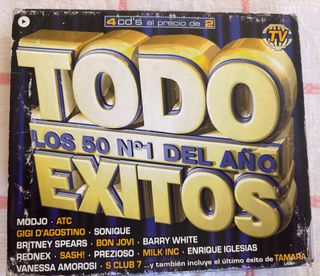 4 cd's al precio de 2
TV
TODO
LOS 50 Nº1 DEL AÑO
EXITOS
MODJO · ATC
GIGI D'AGOSTINO · SONIQUE
BRITNEY SPEARS · BON JOVI · BARRY WHITE
REDNEX · SASH! · PREZIOSO · MILK INC · ENRIQUE IGLESIAS
VANESSA AMOROSI · S CLUB 7... y también incluye el último éxito de TAMARA